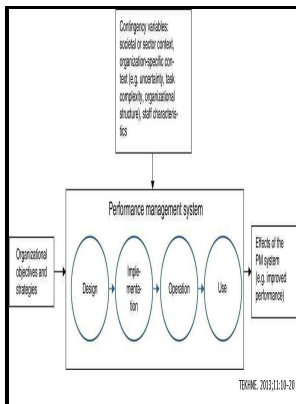 Contingency variables:
societal or sector context,
organization-specific con-
text (e.g. uncertainty, task
complexity, organizational
structure), staff characteris-
tics
Performance management system
Organizational
objectives and
strategies
Design
Imple-
menta-
tion
Operation
Use
Effects of the
PM system
(e.g. improved
performance)
TEKHNE. 2013;11:10-20